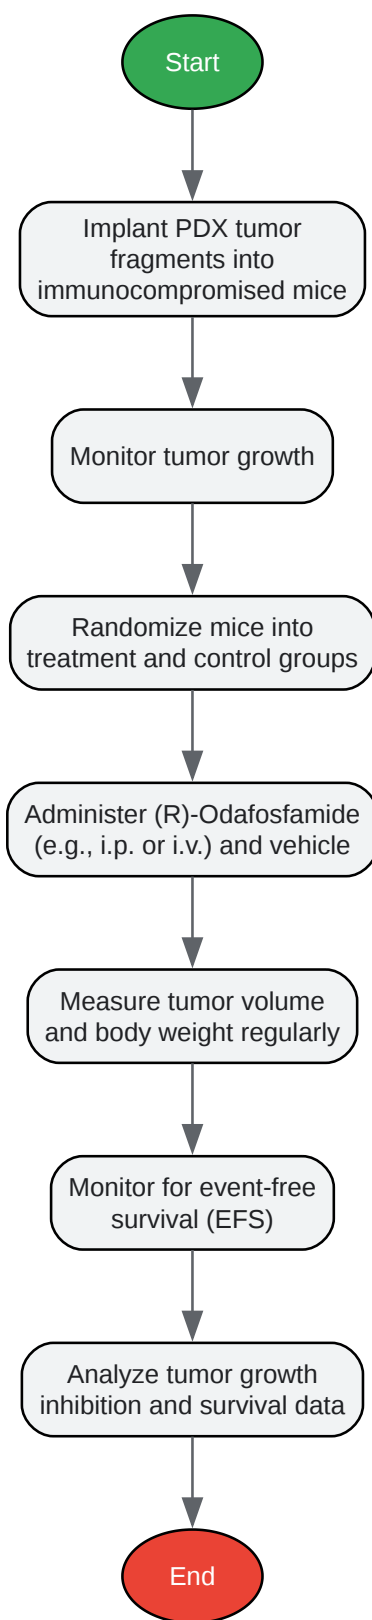 Start
Implant PDX tumor
fragments into
immunocompromised mice
Monitor tumor growth
Randomize mice into
treatment and control groups
Administer (R)-Odafosfamide
(e.g., i.p. or i.v.) and vehicle
Measure tumor volume
and body weight regularly
Monitor for event-free
survival (EFS)
Analyze tumor growth
inhibition and survival data
End